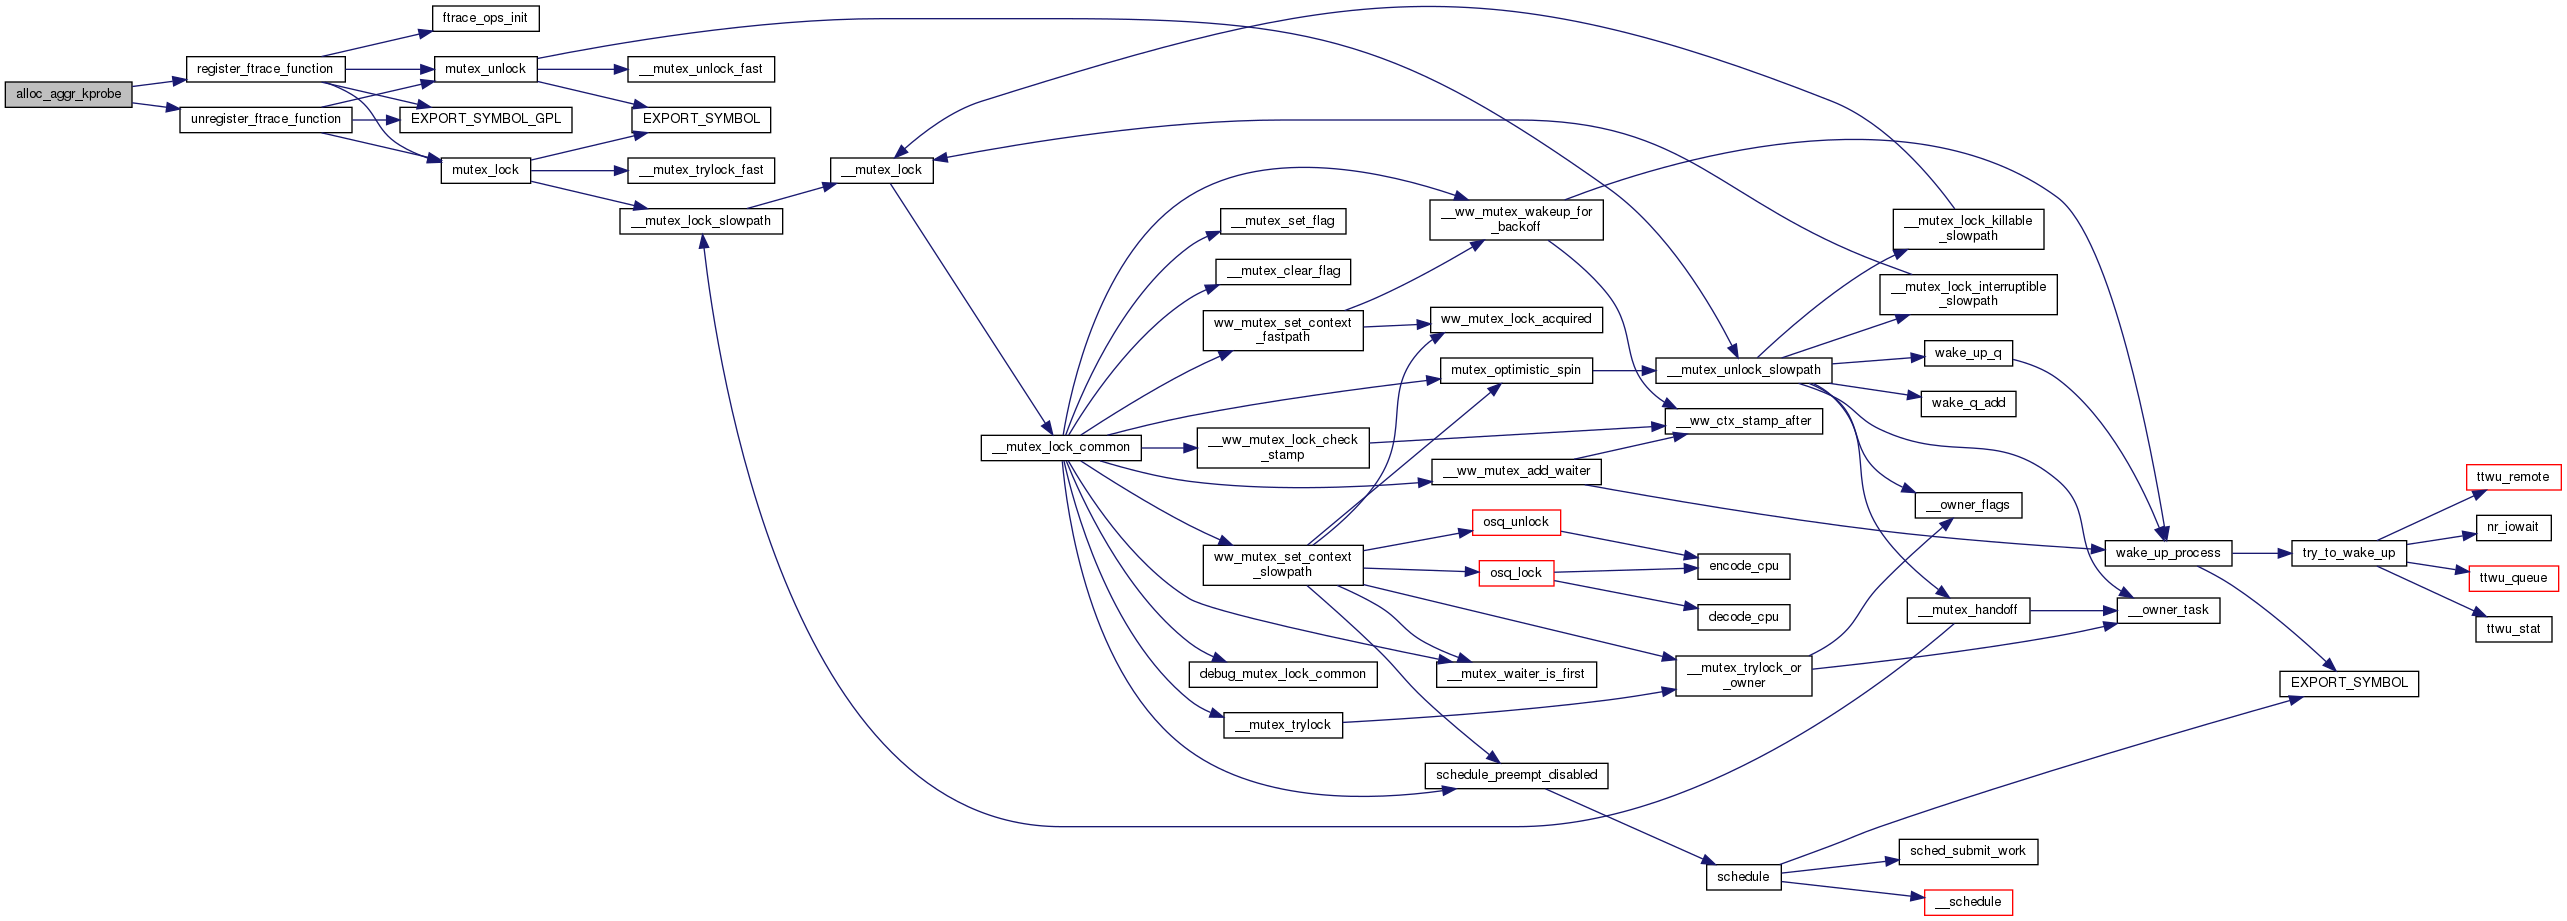 alloc_aggr_kprobe
register_ftrace_function
unregister_ftrace_function
ftrace_ops_init
mutex_unlock
EXPORT_SYMBOL_GPL
mutex_lock
__mutex_unlock_fast
EXPORT_SYMBOL
__mutex_trylock_fast
__mutex_lock_slowpath
__mutex_lock
__mutex_lock_common
__mutex_set_flag
__mutex_clear_flag
ww_mutex_set_context
_fastpath
__ww_mutex_lock_check
_stamp
ww_mutex_set_context
_slowpath
debug_mutex_lock_common
__mutex_trylock
__ww_mutex_wakeup_for
_backoff
ww_mutex_lock_acquired
mutex_optimistic_spin
__ww_mutex_add_waiter
osq_unlock
osq_lock
__mutex_waiter_is_first
schedule_preempt_disabled
__mutex_unlock_slowpath
__ww_ctx_stamp_after
encode_cpu
decode_cpu
__mutex_trylock_or
_owner
schedule
__mutex_lock_killable
_slowpath
__mutex_lock_interruptible
_slowpath
wake_up_q
wake_q_add
__owner_flags
__mutex_handoff
sched_submit_work
__schedule
wake_up_process
__owner_task
try_to_wake_up
EXPORT_SYMBOL
ttwu_remote
nr_iowait
ttwu_queue
ttwu_stat